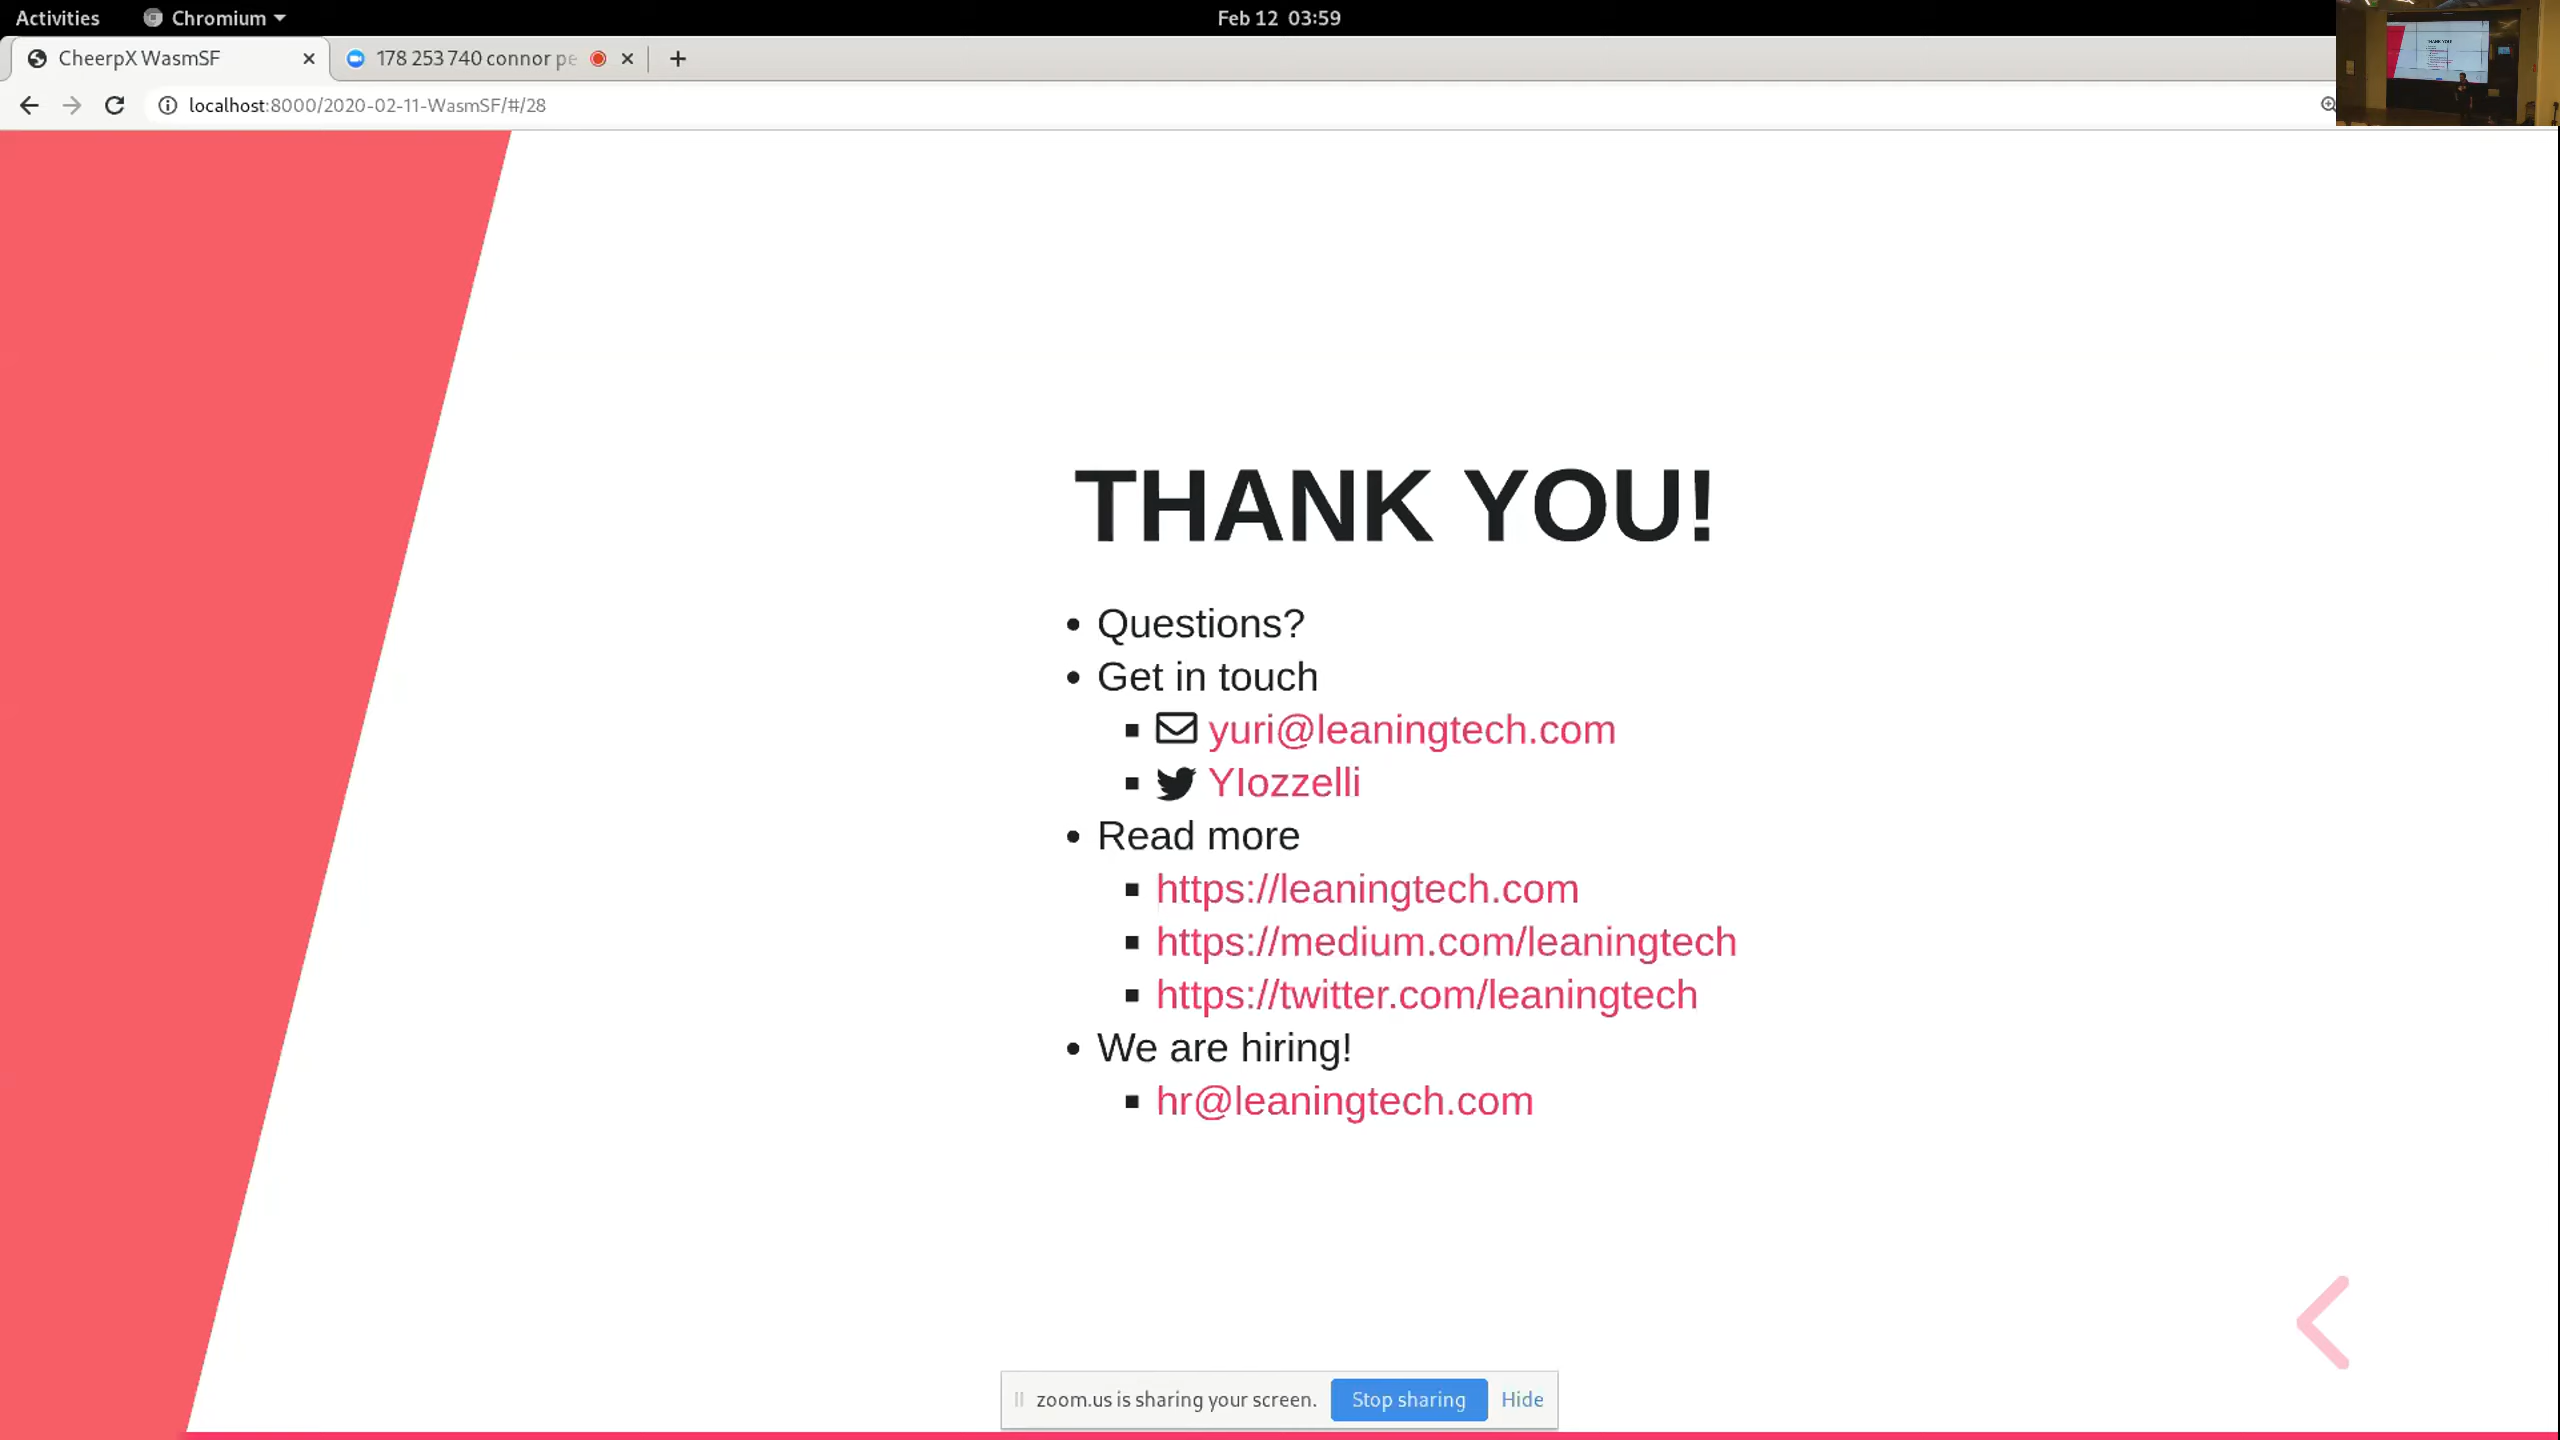 Activities
Chromium
Feb 12 03:59
CheerpX WasmSF
178 253 740 connor pe
localhost:8000/2020-02-11-WasmSF/#/28
THANK YOU!
Questions?
Get in touch
yuri@leaningtech.com
YIozzelli
Read more
https://leaningtech.com
https://medium.com/leaningtech
https://twitter.com/leaningtech
We are hiring!
hr@leaningtech.com
zoom.us is sharing your screen.
Stop sharing
Hide